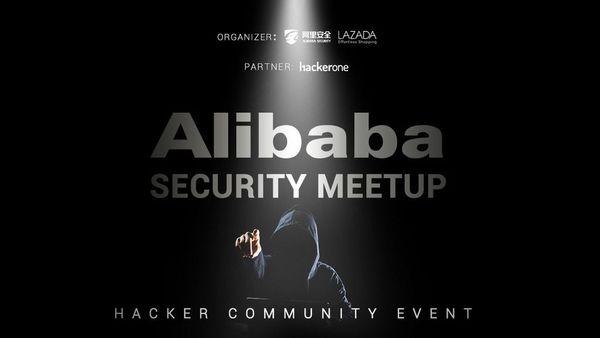 ORGANIZER: 阿里安全 ALIBABA SECURITY LAZADA Effortless Shopping
PARTNER: hackerone
Alibaba
SECURITY MEETUP
HACKER COMMUNITY EVENT